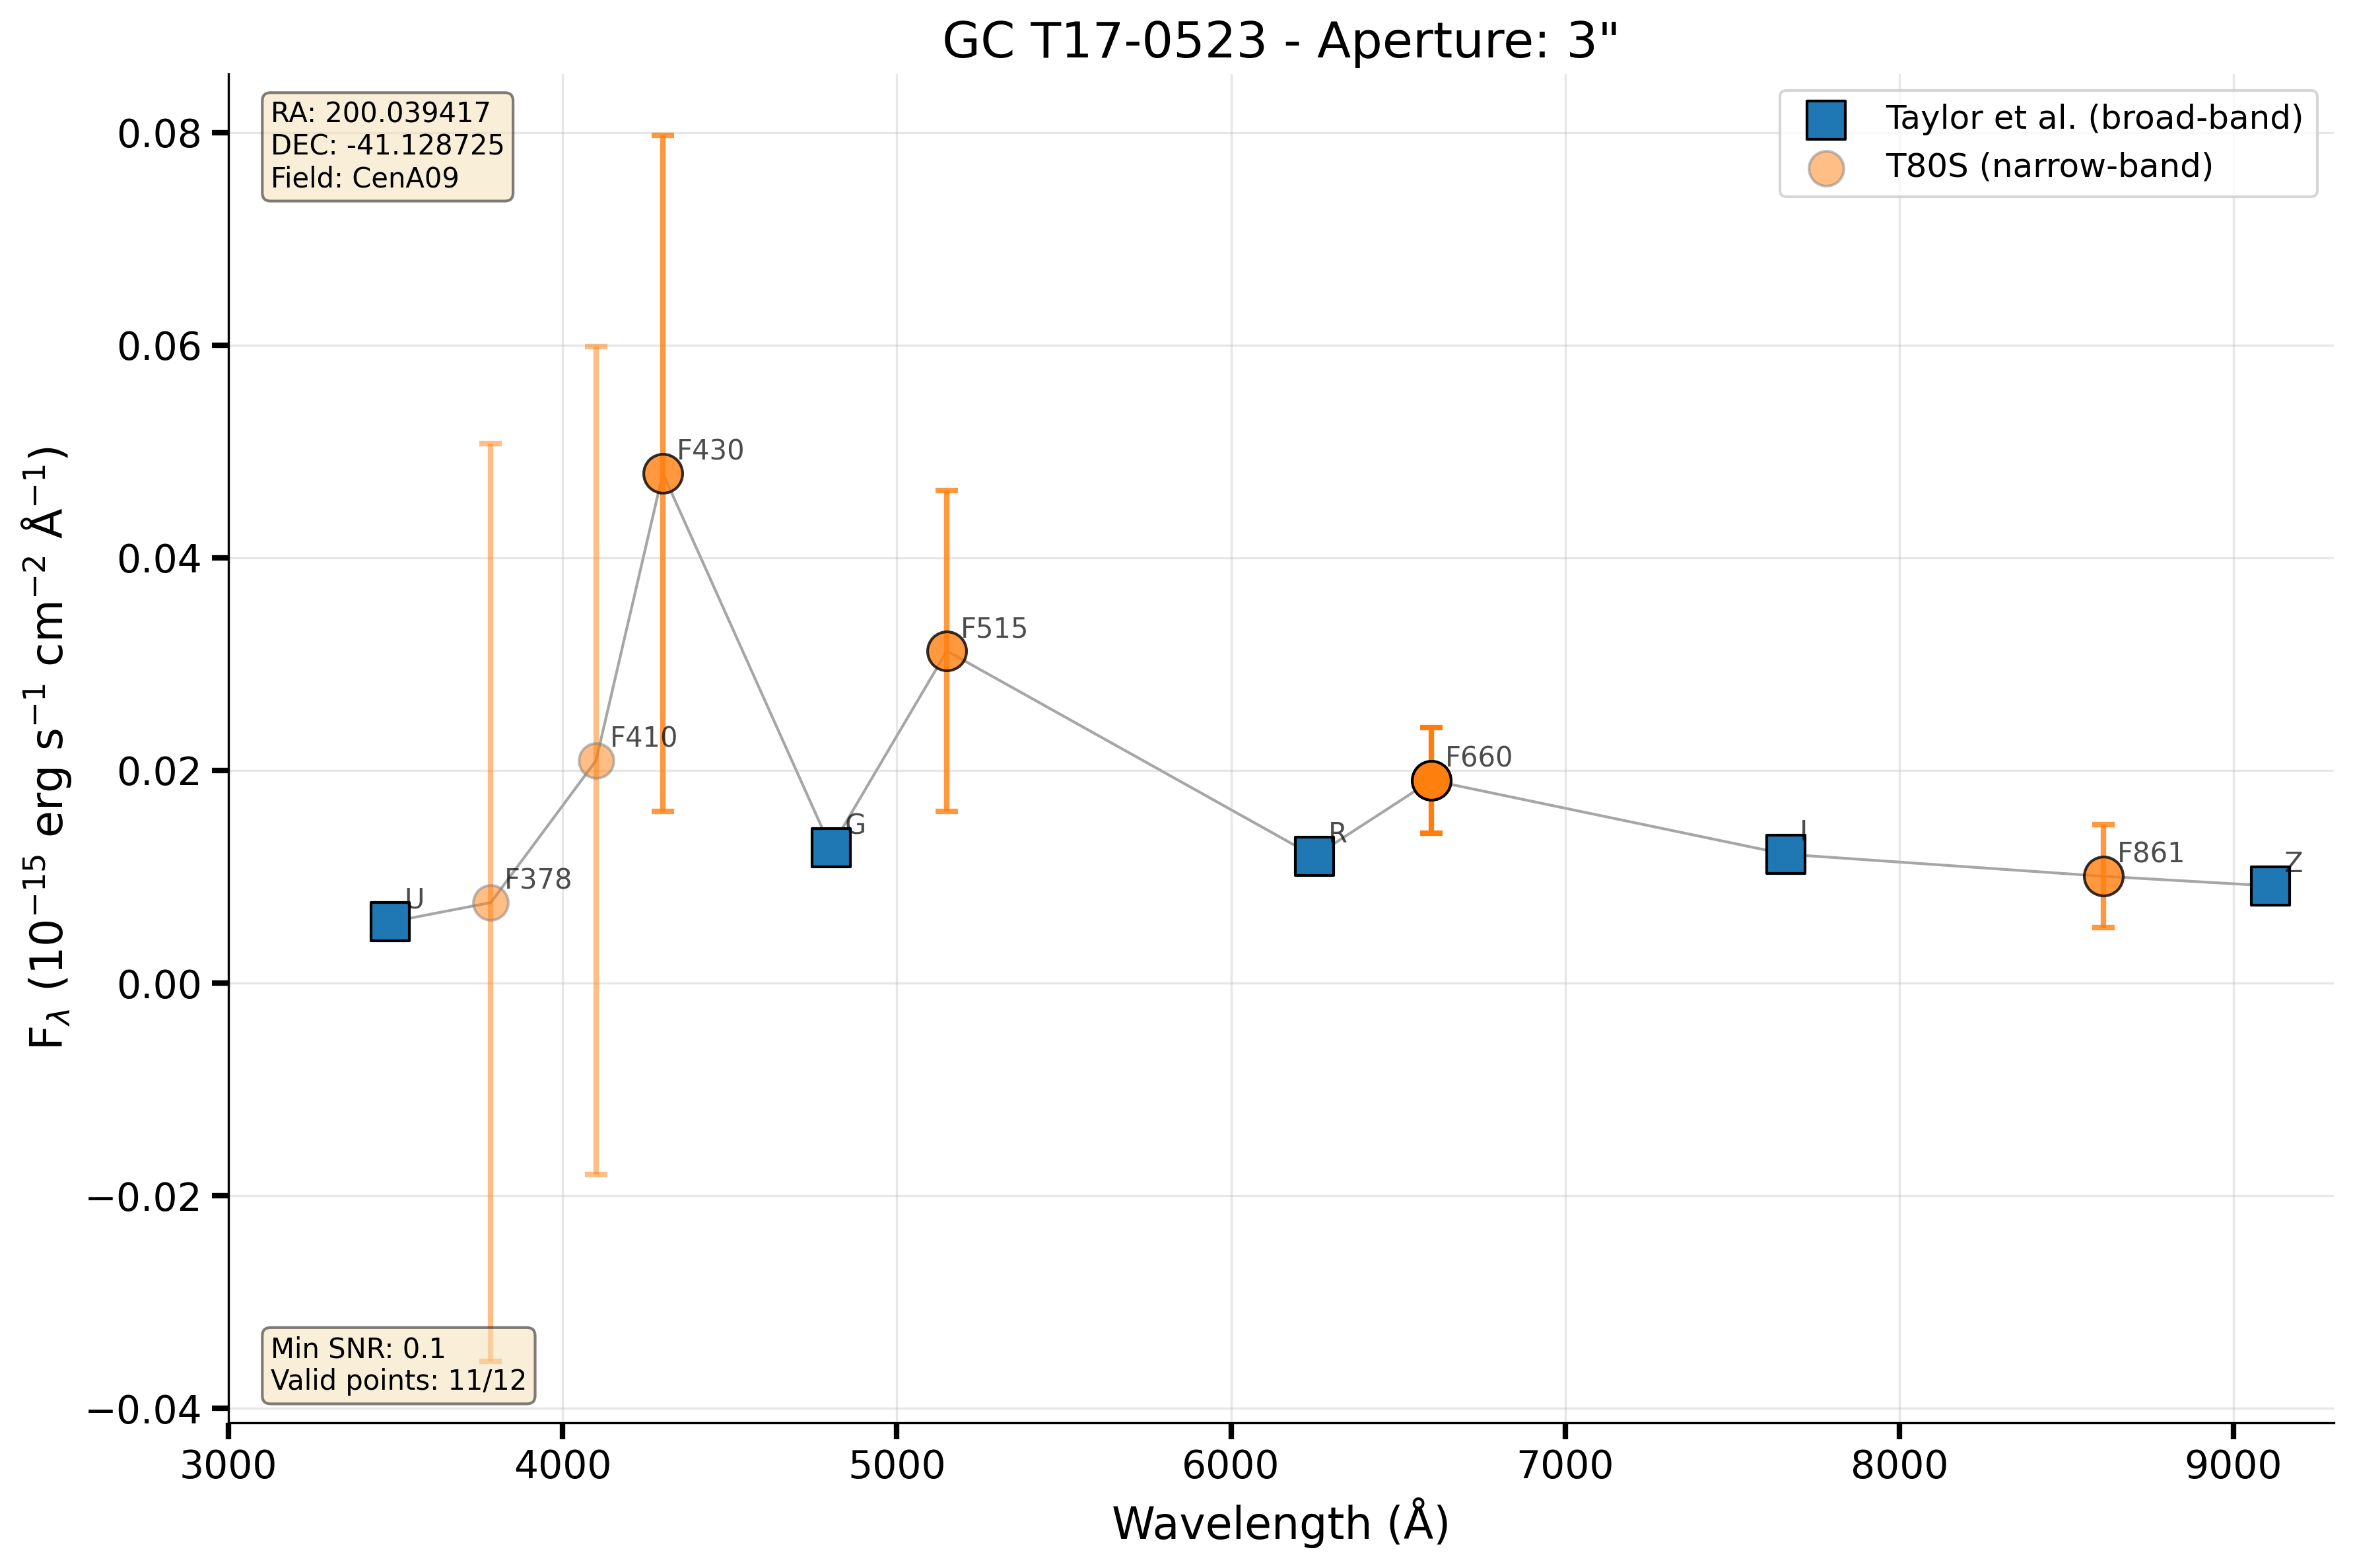 GC T17-0523 - Aperture: 3"
RA: 200.039417
DEC: -41.128725
Field: CenA09
Taylor et al. (broad-band)
T80S (narrow-band)
0.08
0.06
0.04
0.02
0.00
−0.02
−0.04
F_λ (10⁻¹⁵ erg s⁻¹ cm⁻² Å⁻¹)
U
F378
F410
F430
G
F515
R
F660
I
F861
Z
Min SNR: 0.1
Valid points: 11/12
3000
4000
5000
6000
7000
8000
9000
Wavelength (Å)